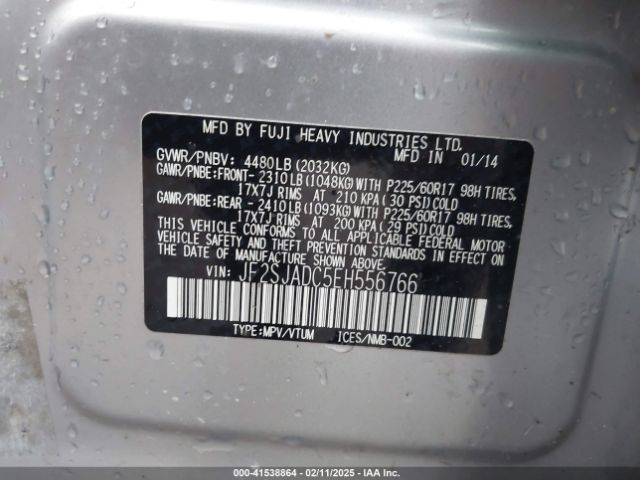 MFD BY FUJI HEAVY INDUSTRIES LTD.
MFD IN 01/14
GVWR/PNBV: 4480LB (2032KG)
GAWR/PNBE:FRONT- 2310LB (1048KG) WITH P225/60R17 98H TIRES,
17X7J RIMS AT 210 KPA ( 30 PSI) COLD
GAWR/PNBE:REAR - 2410LB (1093KG) WITH P225/60R17 98H TIRES,
17X7J RIMS AT 200 KPA ( 29 PSI) COLD
THIS VEHICLE CONFORMS TO ALL APPLICABLE FEDERAL MOTOR
VEHICLE SAFETY AND THEFT PREVENTION STANDARDS IN EFFECT ON
THE DATE OF MANUFACTURE SHOWN ABOVE.
VIN: JF2SJADC5EH556766
TYPE:MPV/VTUM ICES/NMB-002
000-41538864 - 02/11/2025 - IAAI.COM